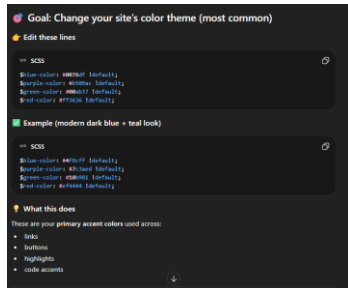 🎯 Goal: Change your site's color theme (most common)
👉 Edit these lines
SCSS
$blue-color: #0076df !default;
$purple-color: #b509ac !default;
$green-color: #00ab37 !default;
$red-color: #ff3636 !default;
✅ Example (modern dark blue + teal look)
SCSS
$blue-color: #4f8cff !default;
$purple-color: #7c3aed !default;
$green-color: #10b981 !default;
$red-color: #ef4444 !default;
💡 What this does
These are your primary accent colors used across:
• links
• buttons
• highlights
• code accents